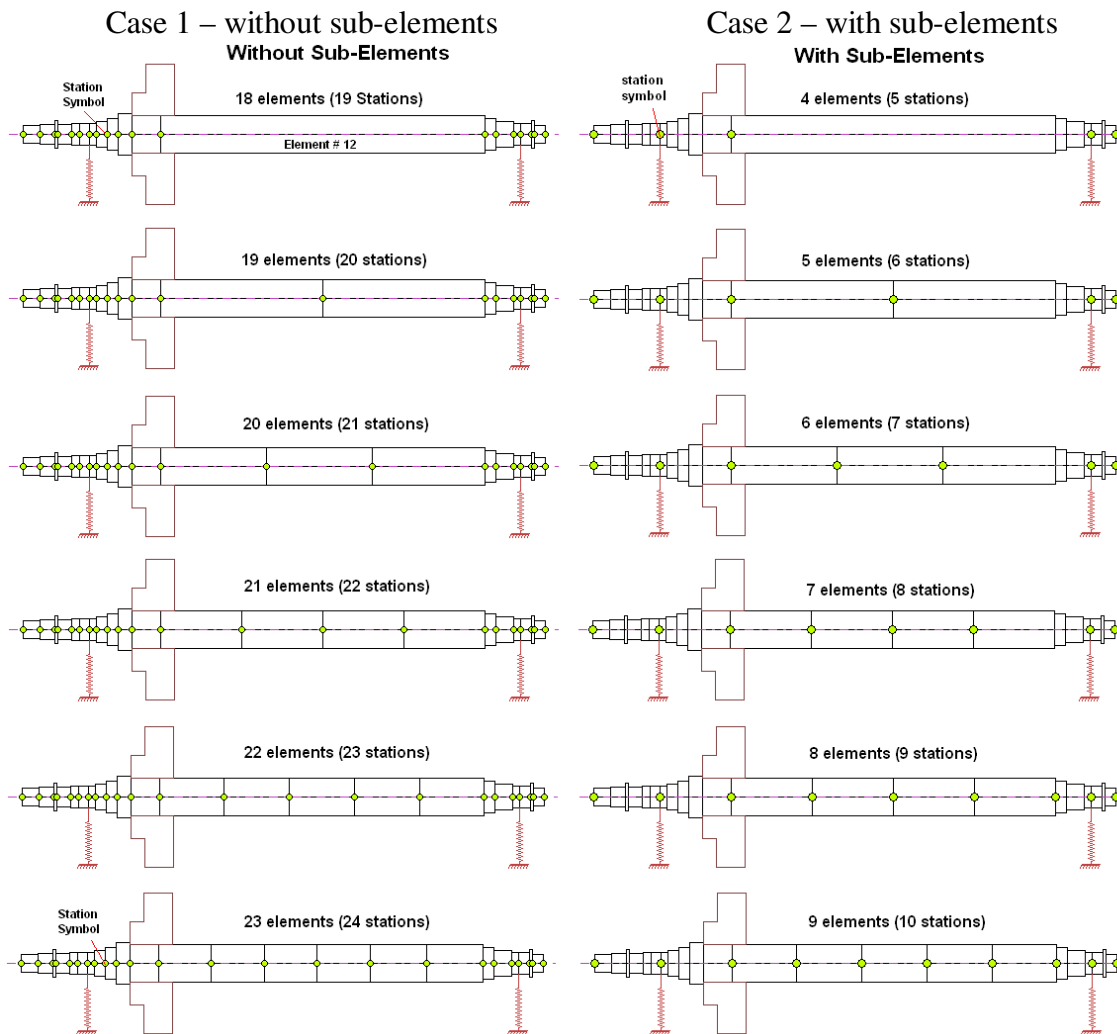 Case 1 – without sub-elements
Case 2 – with sub-elements
Without Sub-Elements
With Sub-Elements
Station
Symbol
18 elements (19 Stations)
Element # 12
station
symbol
4 elements (5 stations)
19 elements (20 stations)
5 elements (6 stations)
20 elements (21 stations)
6 elements (7 stations)
21 elements (22 stations)
7 elements (8 stations)
22 elements (23 stations)
8 elements (9 stations)
Station
Symbol
23 elements (24 stations)
9 elements (10 stations)